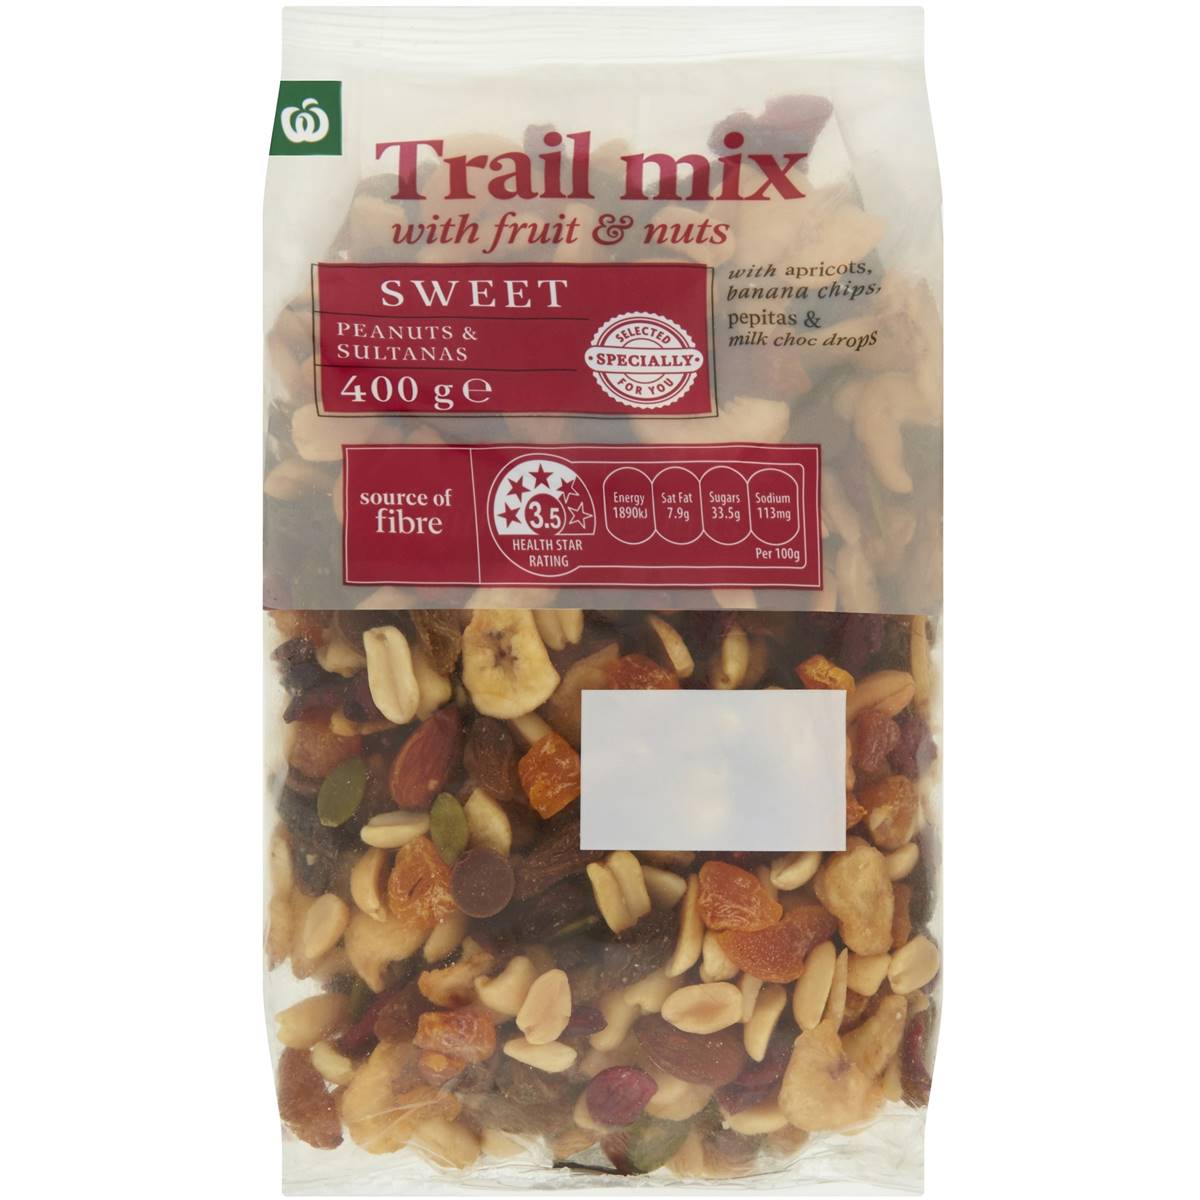 Trail mix
with fruit & nuts
SWEET
PEANUTS &
SULTANAS
400 g ℮
SELECTED
SPECIALLY
FOR YOU
with apricots,
banana chips,
pepitas &
milk choc drops
source of
fibre
3.5
HEALTH STAR
RATING
Energy
1890kJ
Sat Fat
7.9g
Sugars
33.5g
Sodium
113mg
Per 100g